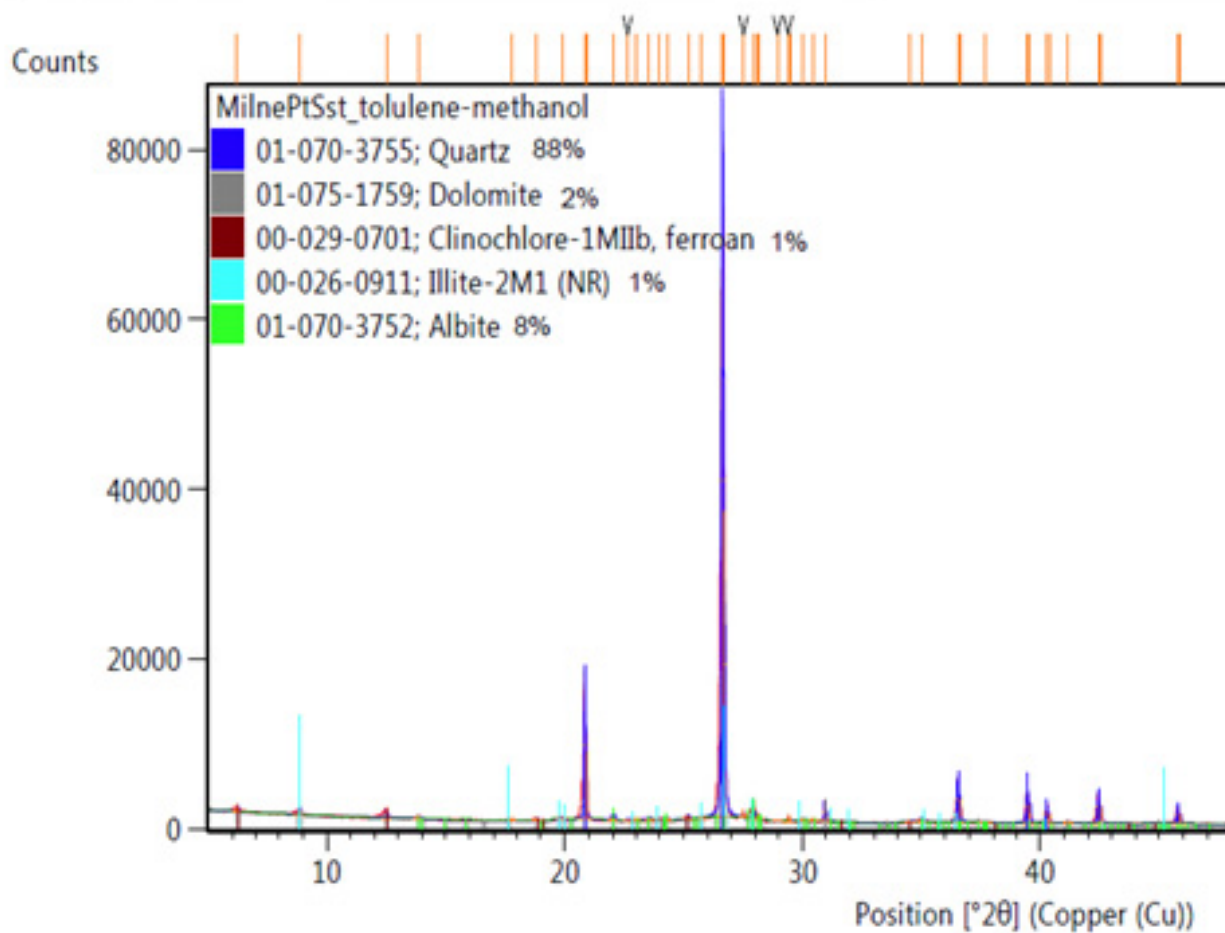 V V VV
Counts
MilnePtSst_tolulene-methanol
01-070-3755; Quartz 88%
80000
01-075-1759; Dolomite 2%
00-029-0701; Clinochlore-1MIIb, ferroan 1%
00-026-0911; Illite-2M1 (NR) 1%
01-070-3752; Albite 8%
60000
40000
20000
0
10 20 30 40
Position [°2θ] (Copper (Cu))